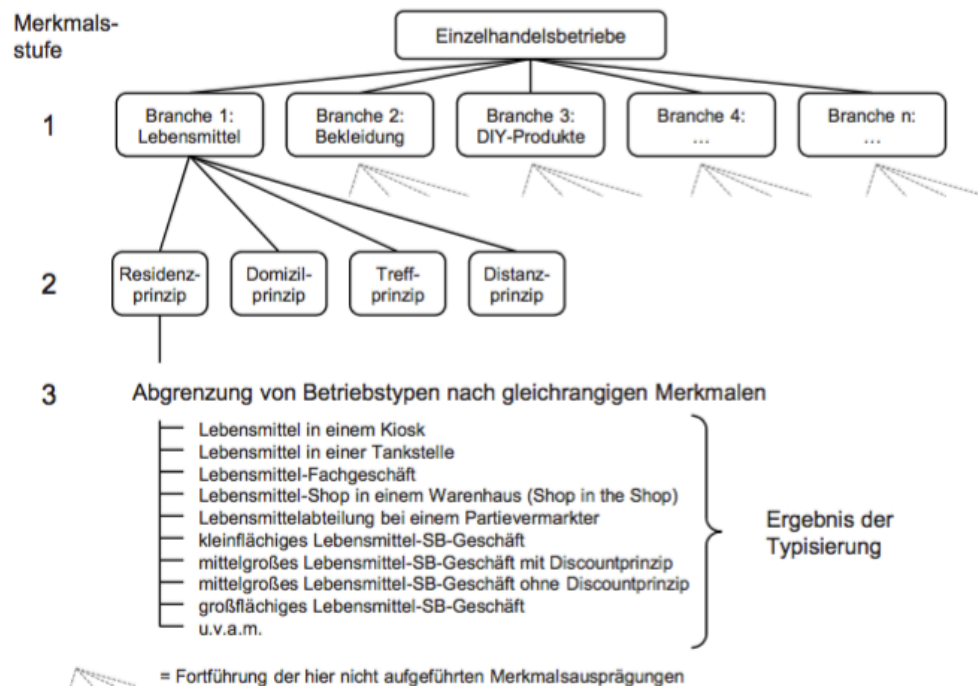 Merkmals-
stufe
Einzelhandelsbetriebe
1
Branche 1:
Lebensmittel
Branche 2:
Bekleidung
Branche 3:
DIY-Produkte
Branche 4:
...
Branche n:
...
2
Residenz-
prinzip
Domizil-
prinzip
Treff-
prinzip
Distanz-
prinzip
3
Abgrenzung von Betriebstypen nach gleichrangigen Merkmalen
Lebensmittel in einem Kiosk
Lebensmittel in einer Tankstelle
Lebensmittel-Fachgeschäft
Lebensmittel-Shop in einem Warenhaus (Shop in the Shop)
Lebensmittelabteilung bei einem Partievermarkter
kleinflächiges Lebensmittel-SB-Geschäft
mittelgroßes Lebensmittel-SB-Geschäft mit Discountprinzip
mittelgroßes Lebensmittel-SB-Geschäft ohne Discountprinzip
großflächiges Lebensmittel-SB-Geschäft
u.v.a.m.
Ergebnis der
Typisierung
= Fortführung der hier nicht aufgeführten Merkmalsausprägungen